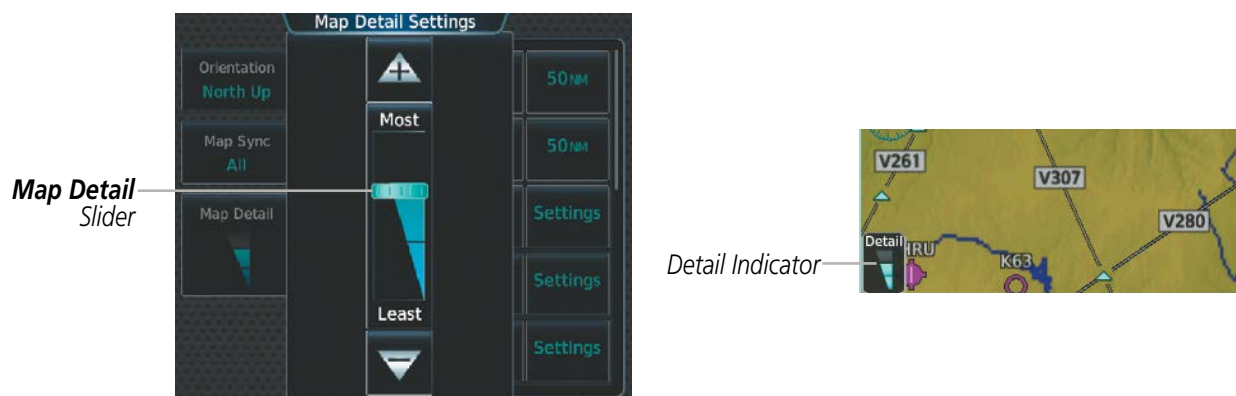 Map Detail Settings
Orientation
North Up
50NM
Most
Map Sync
All
50NM
Map Detail
Slider
Map Detail
Settings
Settings
Least
Settings
V261
V307
V280
Detail
HRU
K63
Detail Indicator